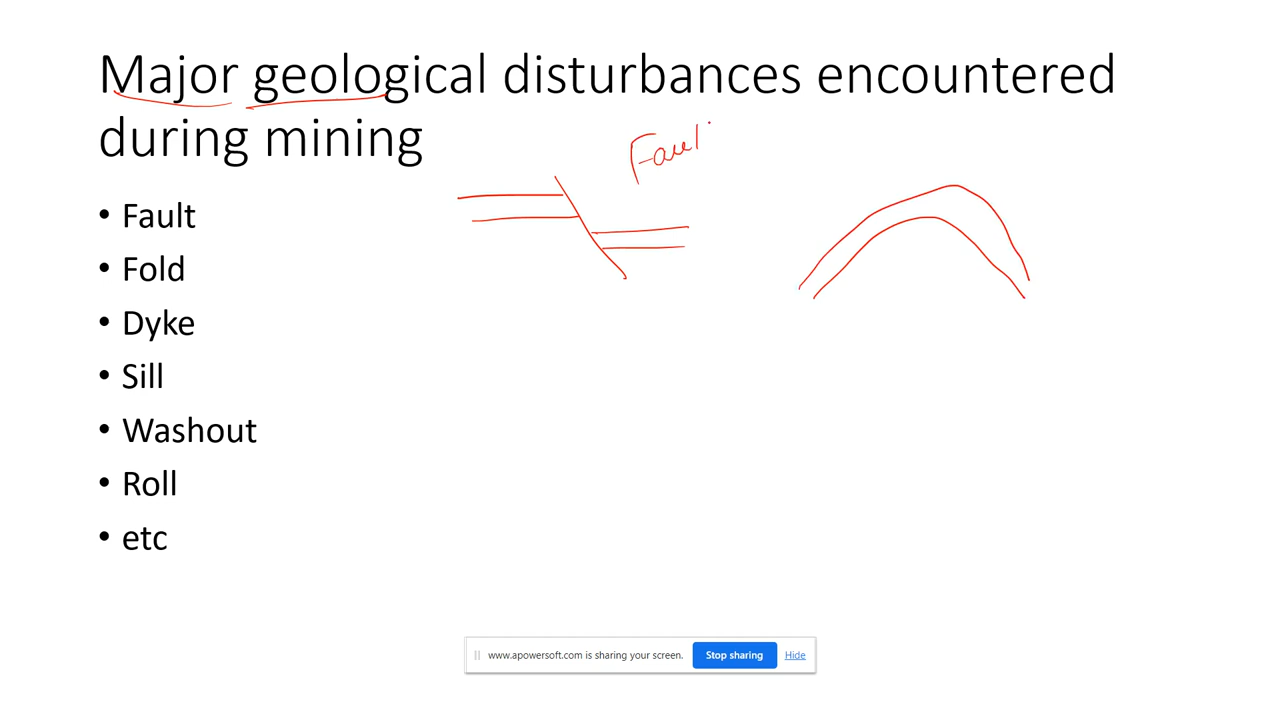 Major geological disturbances encountered
during mining
Faul
• Fault
• Fold
• Dyke
• Sill
• Washout
• Roll
• etc
www.apowersoft.com is sharing your screen. Stop sharing Hide